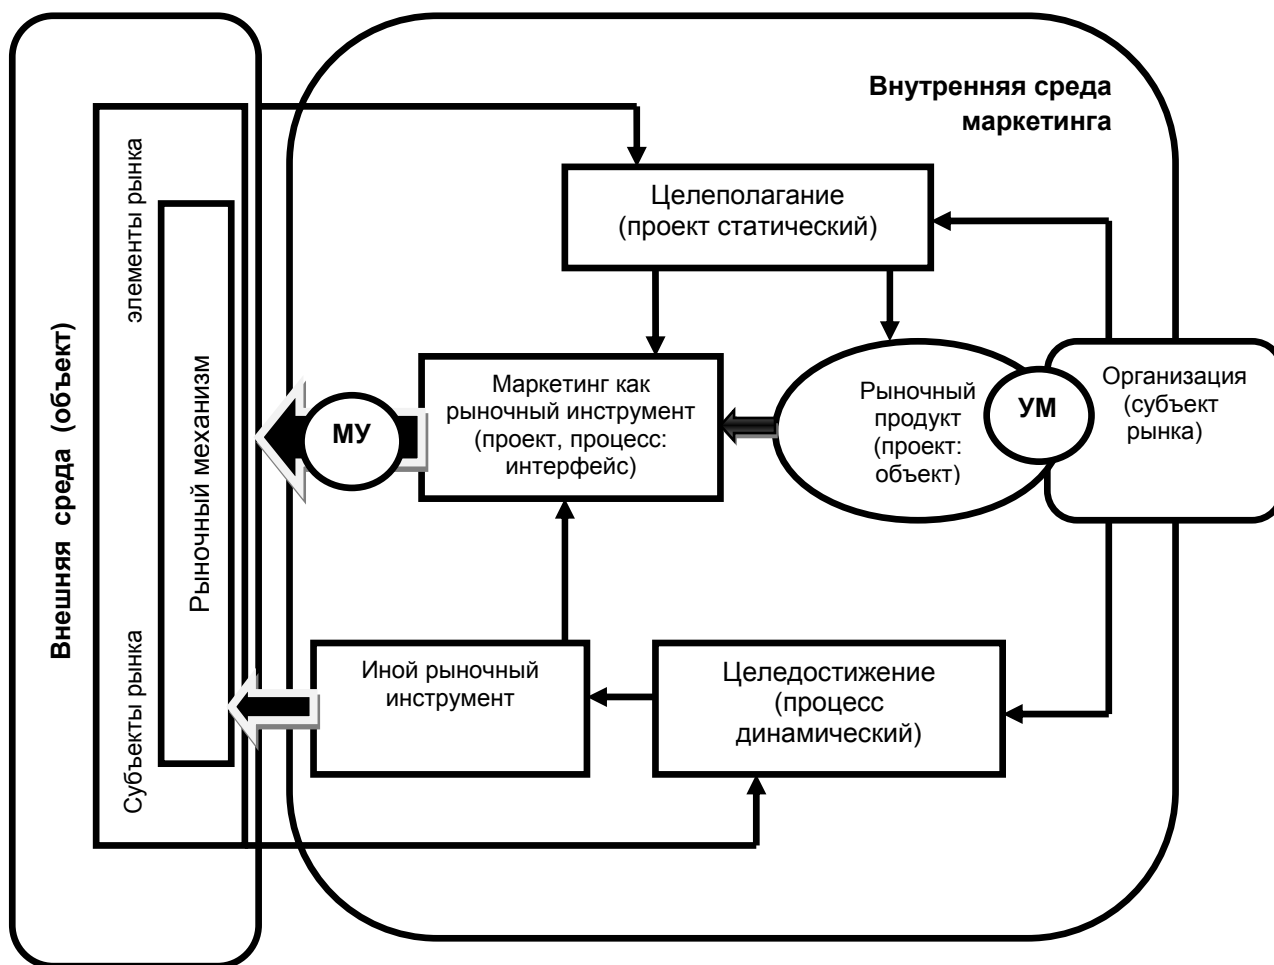 Внешняя среда (объект)
элементы рынка
Субъекты рынка
Рыночный механизм
Внутренняя среда
маркетинга
Целеполагание
(проект статический)
МУ
Маркетинг как
рыночный инструмент
(проект, процесс:
интерфейс)
Рыночный
продукт
(проект:
объект)
УМ
Организация
(субъект
рынка)
Иной рыночный
инструмент
Целедостижение
(процесс
динамический)